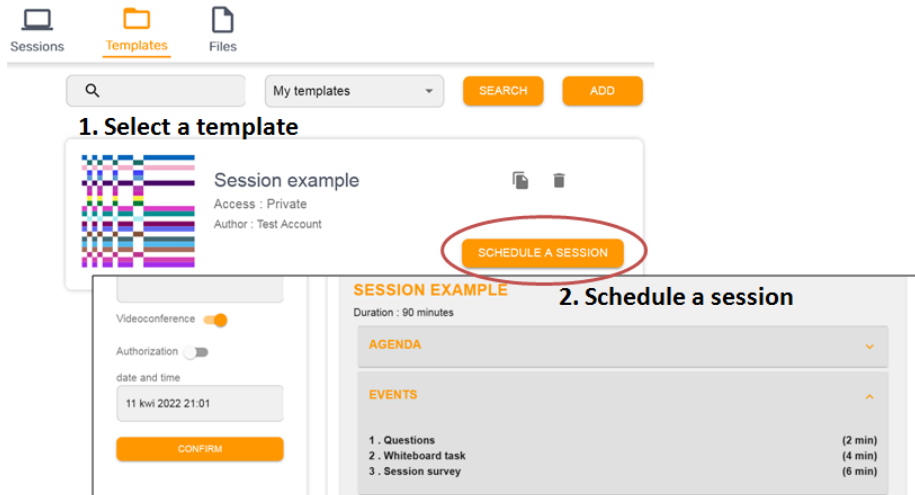 Sessions
Templates
Files
My templates
SEARCH
ADD
1. Select a template
Session example
Access : Private
Author : Test Account
SCHEDULE A SESSION
SESSION EXAMPLE
2. Schedule a session
Duration : 90 minutes
Videoconference
Authorization
date and time
11 kwi 2022 21:01
CONFIRM
AGENDA
EVENTS
1 . Questions (2 min)
2 . Whiteboard task (4 min)
3 . Session survey (6 min)